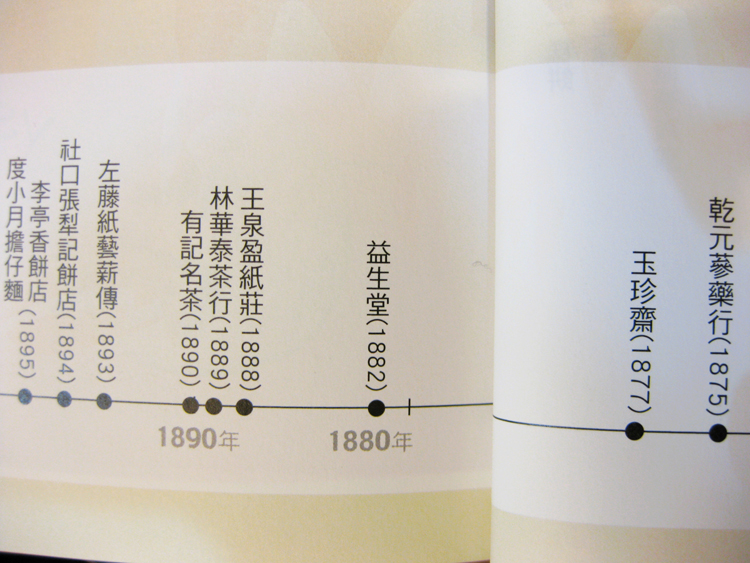 乾元蔘藥行(1875)
玉珍齋(1877)
益生堂(1882)
王泉盈紙莊(1888)
林華泰茶行(1889)
有記名茶(1890)
左藤紙藝薪傳(1893)
社口張犁記餅店(1894)
李亭香餅店
度小月擔仔麵(1895)
1880年
1890年